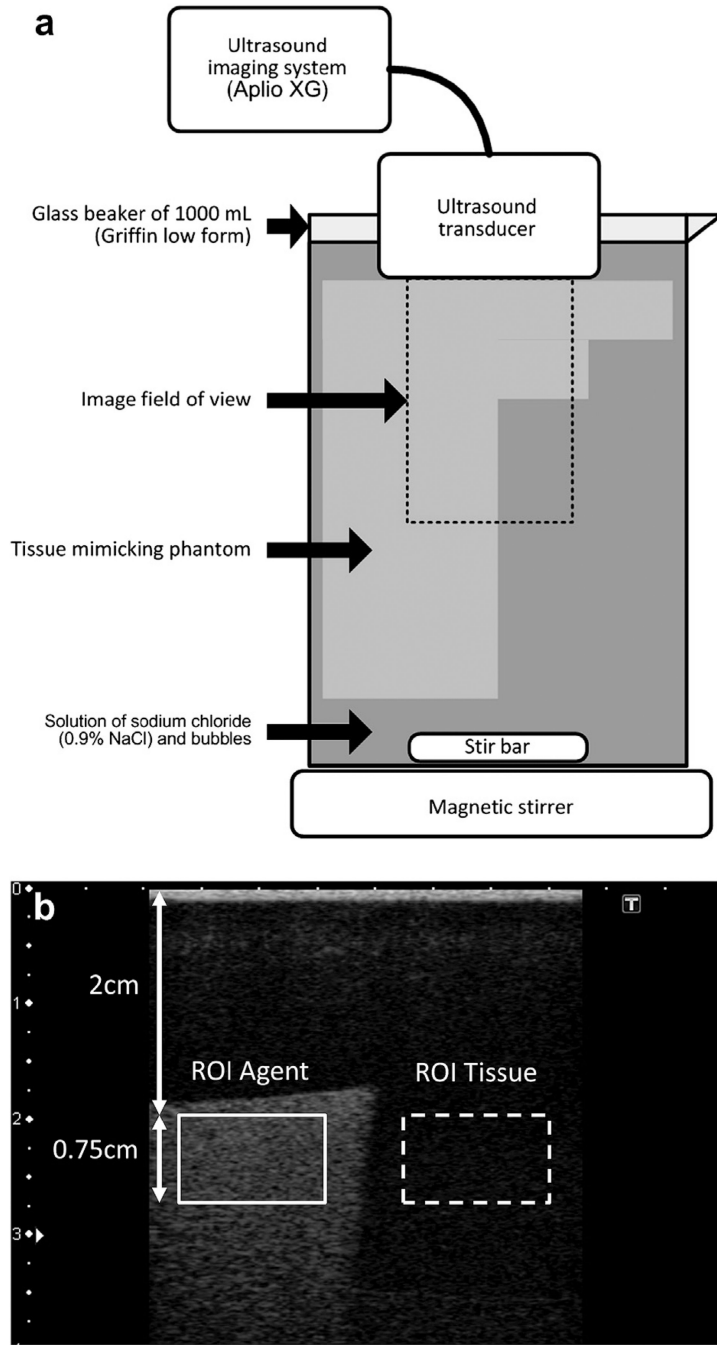 a
Ultrasound
imaging system
(Aplio XG)
Glass beaker of 1000 mL
(Griffin low form)
Ultrasound
transducer
Image field of view
Tissue mimicking phantom
Solution of sodium chloride
(0.9% NaCl) and bubbles
Stir bar
Magnetic stirrer
b
0
T
2cm
1
ROI Agent
ROI Tissue
2
0.75cm
3